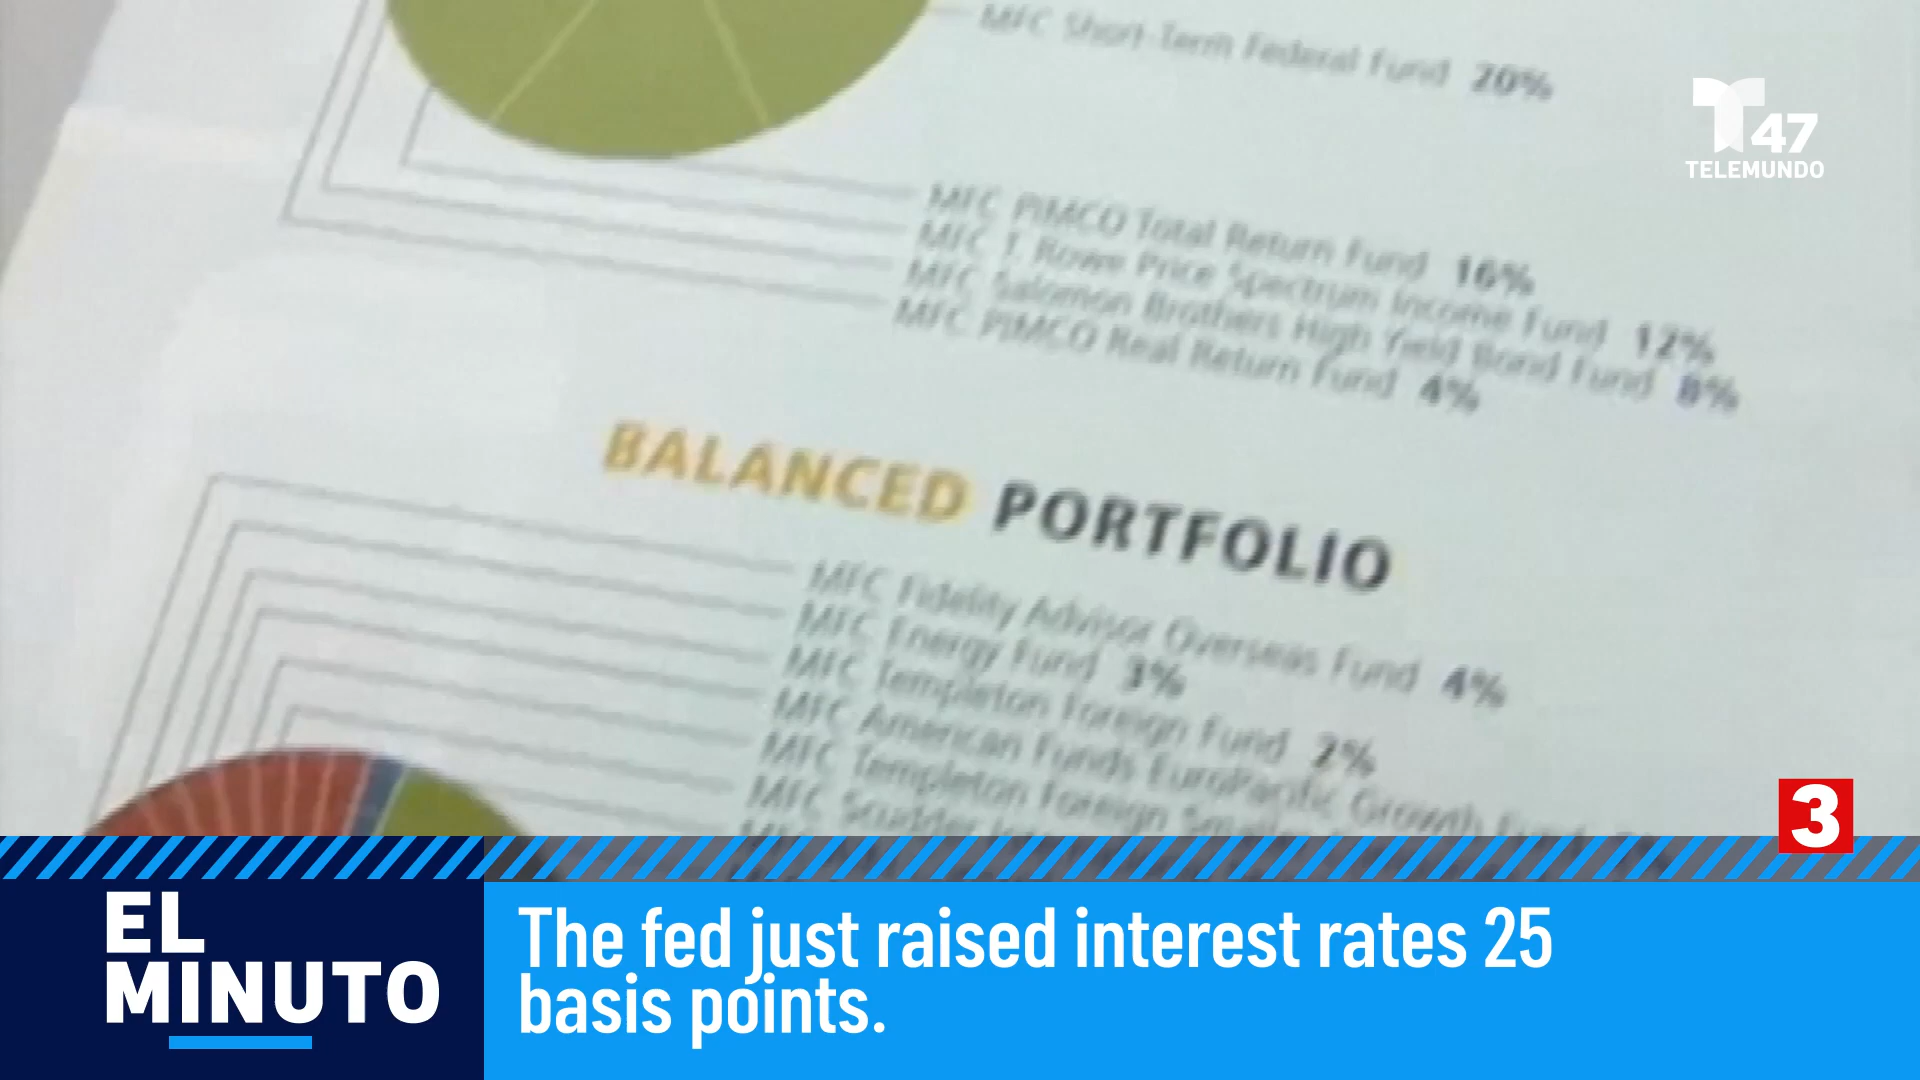 MFC Short-Term Federal Fund 20%
47
TELEMUNDO
MFC PIMCO Total Return Fund 16%
MFC T. Rowe Price Spectrum Income Fund 12%
MFC Salomon Brothers High Yield Bond Fund 8%
MFC PIMCO Real Return Fund 4%
BALANCED PORTFOLIO
MFC Fidelity Advisor Overseas Fund 4%
MFC Energy Fund 3%
MFC Templeton Foreign Fund 2%
MFC American Funds EuroPacific Growth Fund
MFC Templeton Foreign
MFC Scudder
3
EL
MINUTO
The fed just raised interest rates 25
basis points.